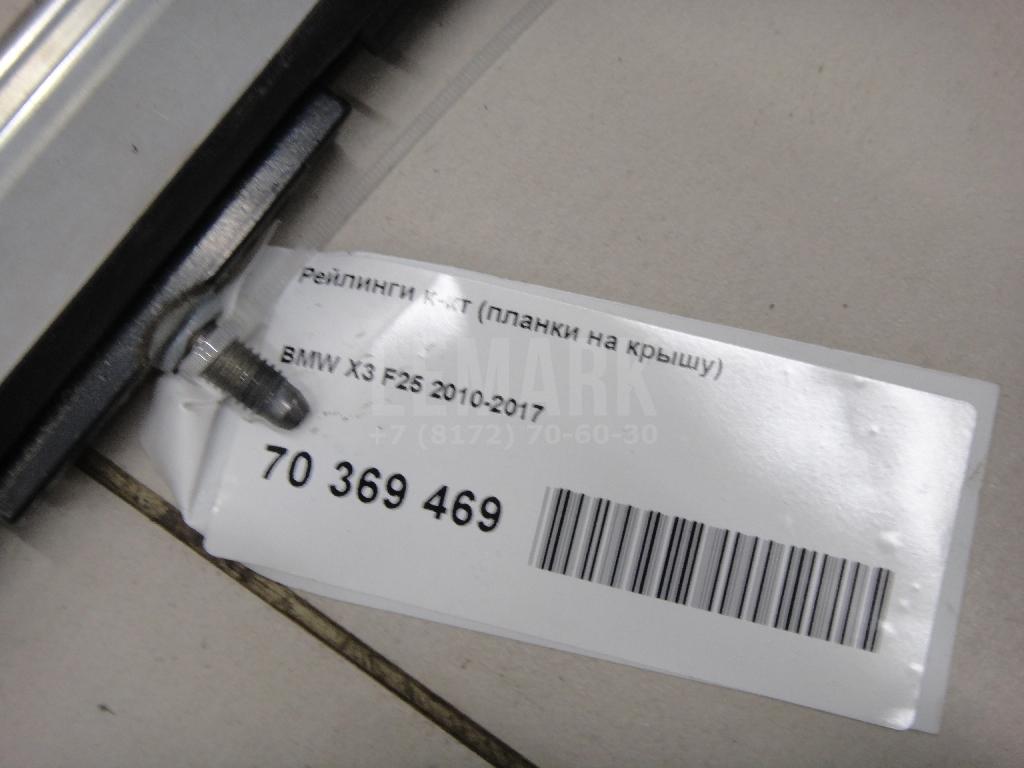 Рейлинги к-кт (планки на крышу)
BMW X3 F25 2010-2017
LEMARK
+7 (8172) 70-60-30
70 369 469